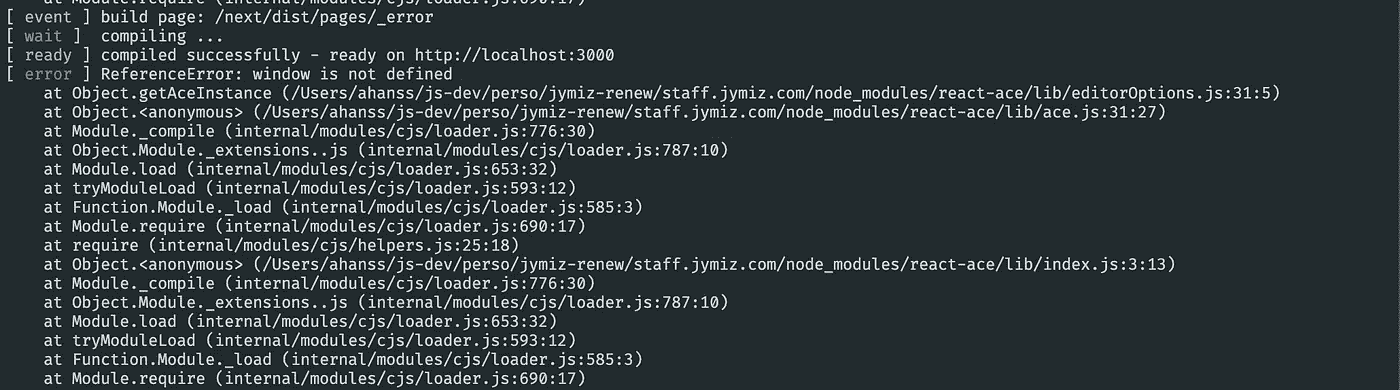 at Module.require (internal/modules/cjs/loader.js:690:17)
[ event ] build page: /next/dist/pages/_error
[ wait ]  compiling ...
[ ready ] compiled successfully - ready on http://localhost:3000
[ error ] ReferenceError: window is not defined
    at Object.getAceInstance (/Users/ahanss/js-dev/perso/jymiz-renew/staff.jymiz.com/node_modules/react-ace/lib/editorOptions.js:31:5)
    at Object.<anonymous> (/Users/ahanss/js-dev/perso/jymiz-renew/staff.jymiz.com/node_modules/react-ace/lib/ace.js:31:27)
    at Module._compile (internal/modules/cjs/loader.js:776:30)
    at Object.Module._extensions..js (internal/modules/cjs/loader.js:787:10)
    at Module.load (internal/modules/cjs/loader.js:653:32)
    at tryModuleLoad (internal/modules/cjs/loader.js:593:12)
    at Function.Module._load (internal/modules/cjs/loader.js:585:3)
    at Module.require (internal/modules/cjs/loader.js:690:17)
    at require (internal/modules/cjs/helpers.js:25:18)
    at Object.<anonymous> (/Users/ahanss/js-dev/perso/jymiz-renew/staff.jymiz.com/node_modules/react-ace/lib/index.js:3:13)
    at Module._compile (internal/modules/cjs/loader.js:776:30)
    at Object.Module._extensions..js (internal/modules/cjs/loader.js:787:10)
    at Module.load (internal/modules/cjs/loader.js:653:32)
    at tryModuleLoad (internal/modules/cjs/loader.js:593:12)
    at Function.Module._load (internal/modules/cjs/loader.js:585:3)
    at Module.require (internal/modules/cjs/loader.js:690:17)